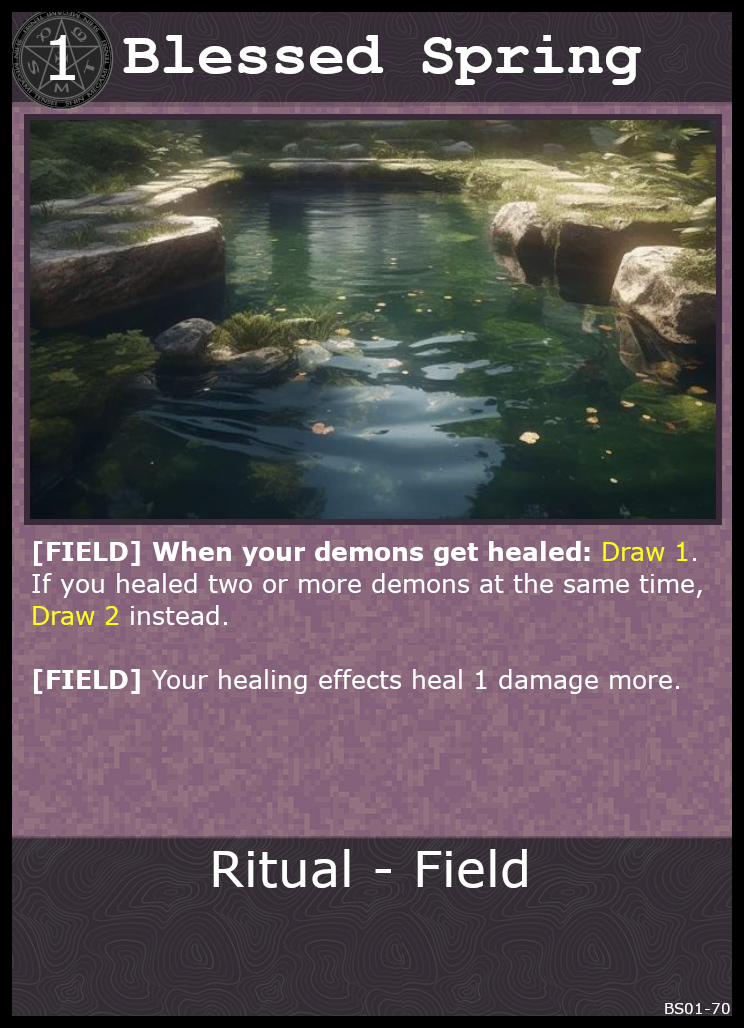 1 Blessed Spring
[FIELD] When your demons get healed: Draw 1.
If you healed two or more demons at the same time,
Draw 2 instead.
[FIELD] Your healing effects heal 1 damage more.
Ritual - Field
BS01-70